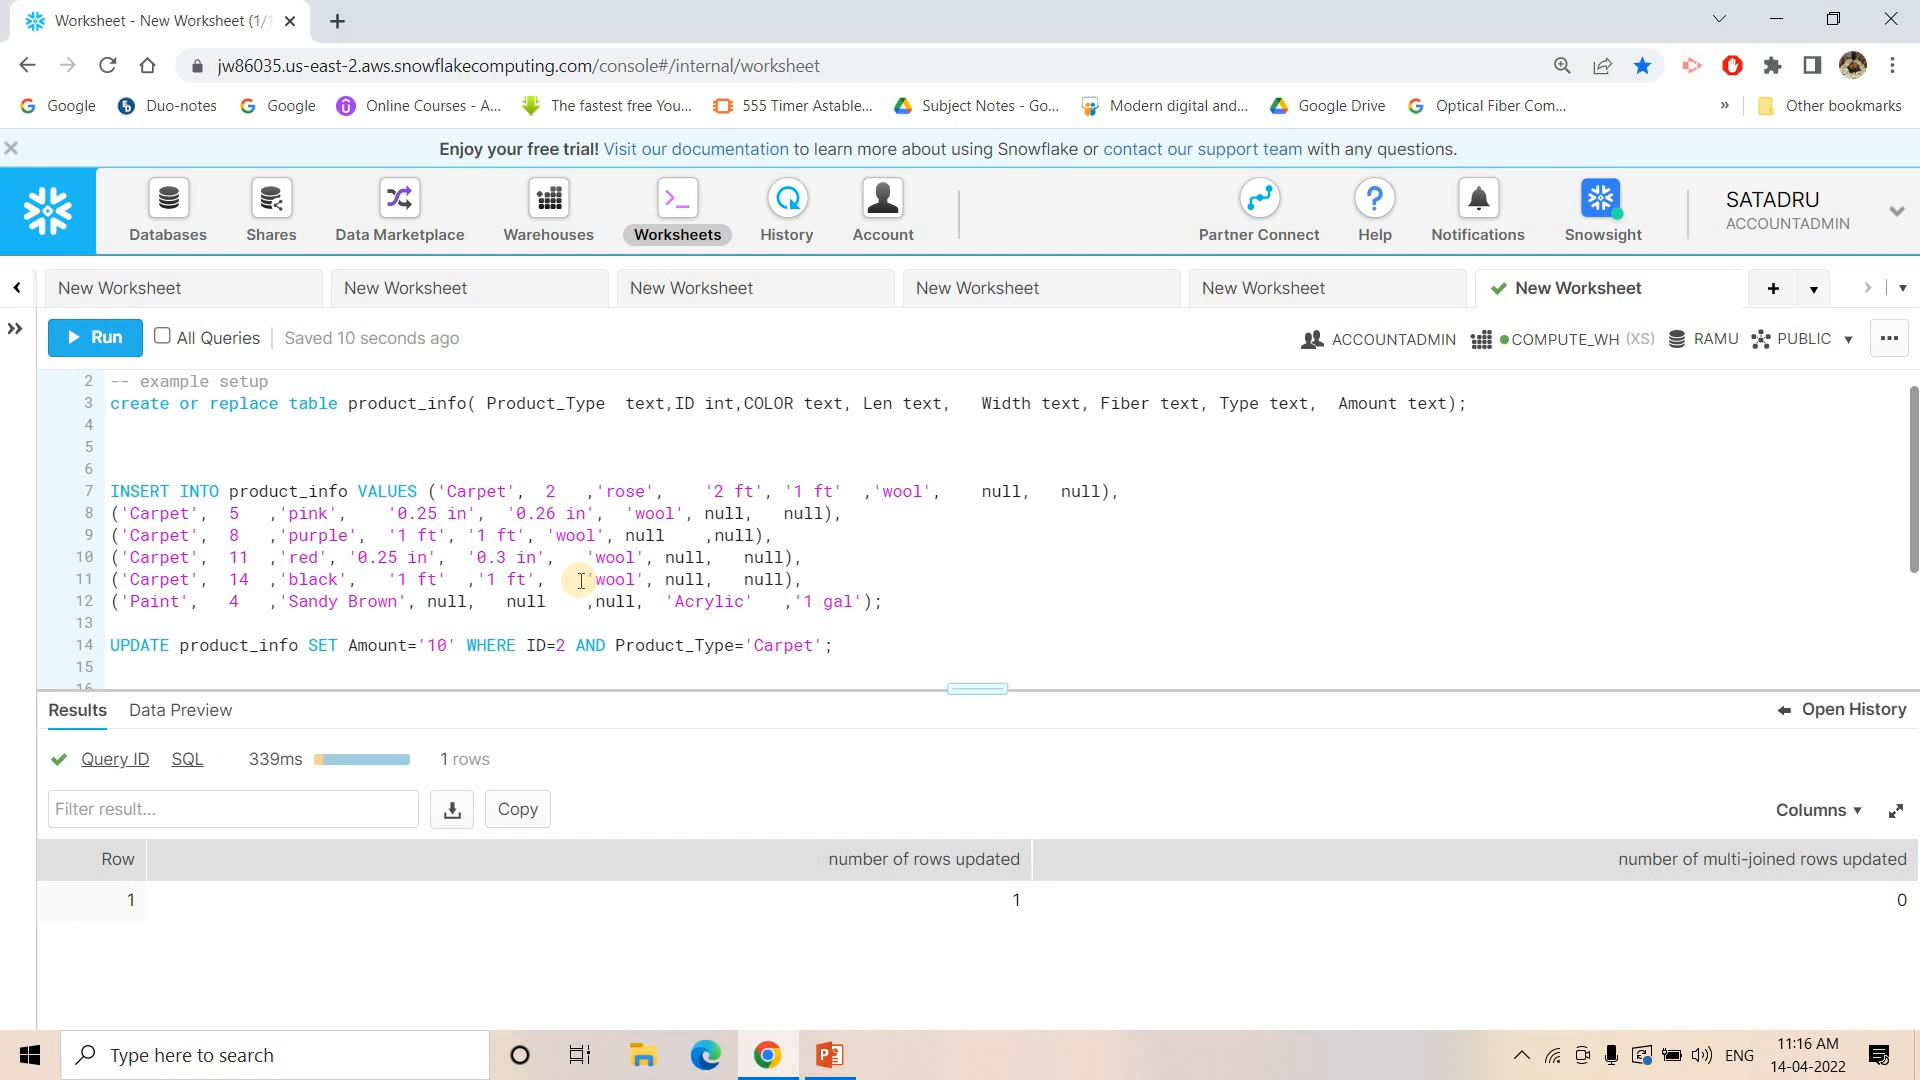 Worksheet - New Worksheet (1/1
jw86035.us-east-2.aws.snowflakecomputing.com/console#/internal/worksheet
Google Duo-notes Google Online Courses - A... The fastest free You... 555 Timer Astable... Subject Notes - Go... Modern digital and... Google Drive Optical Fiber Com... » Other bookmarks
Enjoy your free trial! Visit our documentation to learn more about using Snowflake or contact our support team with any questions.
Databases Shares Data Marketplace Warehouses Worksheets History Account Partner Connect Help Notifications Snowsight SATADRU
ACCOUNTADMIN
New Worksheet New Worksheet New Worksheet New Worksheet New Worksheet New Worksheet
Run All Queries Saved 10 seconds ago ACCOUNTADMIN COMPUTE_WH (XS) RAMU PUBLIC
2 -- example setup
3 create or replace table product_info( Product_Type text,ID int,COLOR text, Len text, Width text, Fiber text, Type text, Amount text);
4
5
6
7 INSERT INTO product_info VALUES ('Carpet', 2 ,'rose', '2 ft', '1 ft' ,'wool', null, null),
8 ('Carpet', 5 ,'pink', '0.25 in', '0.26 in', 'wool', null, null),
9 ('Carpet', 8 ,'purple', '1 ft', '1 ft', 'wool', null ,null),
10 ('Carpet', 11 ,'red', '0.25 in', '0.3 in', 'wool', null, null),
11 ('Carpet', 14 ,'black', '1 ft' ,'1 ft', 'wool', null, null),
12 ('Paint', 4 ,'Sandy Brown', null, null ,null, 'Acrylic' ,'1 gal');
13
14 UPDATE product_info SET Amount='10' WHERE ID=2 AND Product_Type='Carpet';
15
16
Results Data Preview Open History
Query ID SQL 339ms 1 rows
Filter result... Copy Columns
Row number of rows updated number of multi-joined rows updated
1 1 0
Type here to search ENG 11:16 AM
14-04-2022